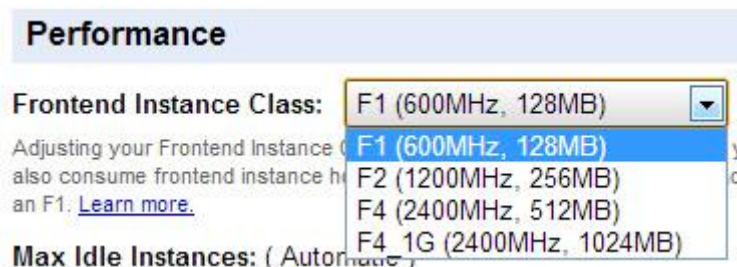 Performance
Frontend Instance Class: F1 (600MHz, 128MB)
Adjusting your Frontend Instance
F1 (600MHz, 128MB)
also consume frontend instance
F2 (1200MHz, 256MB)
an F1. Learn more.
F4 (2400MHz, 512MB)
F4_1G (2400MHz, 1024MB)
Max Idle Instances: ( Automatic )